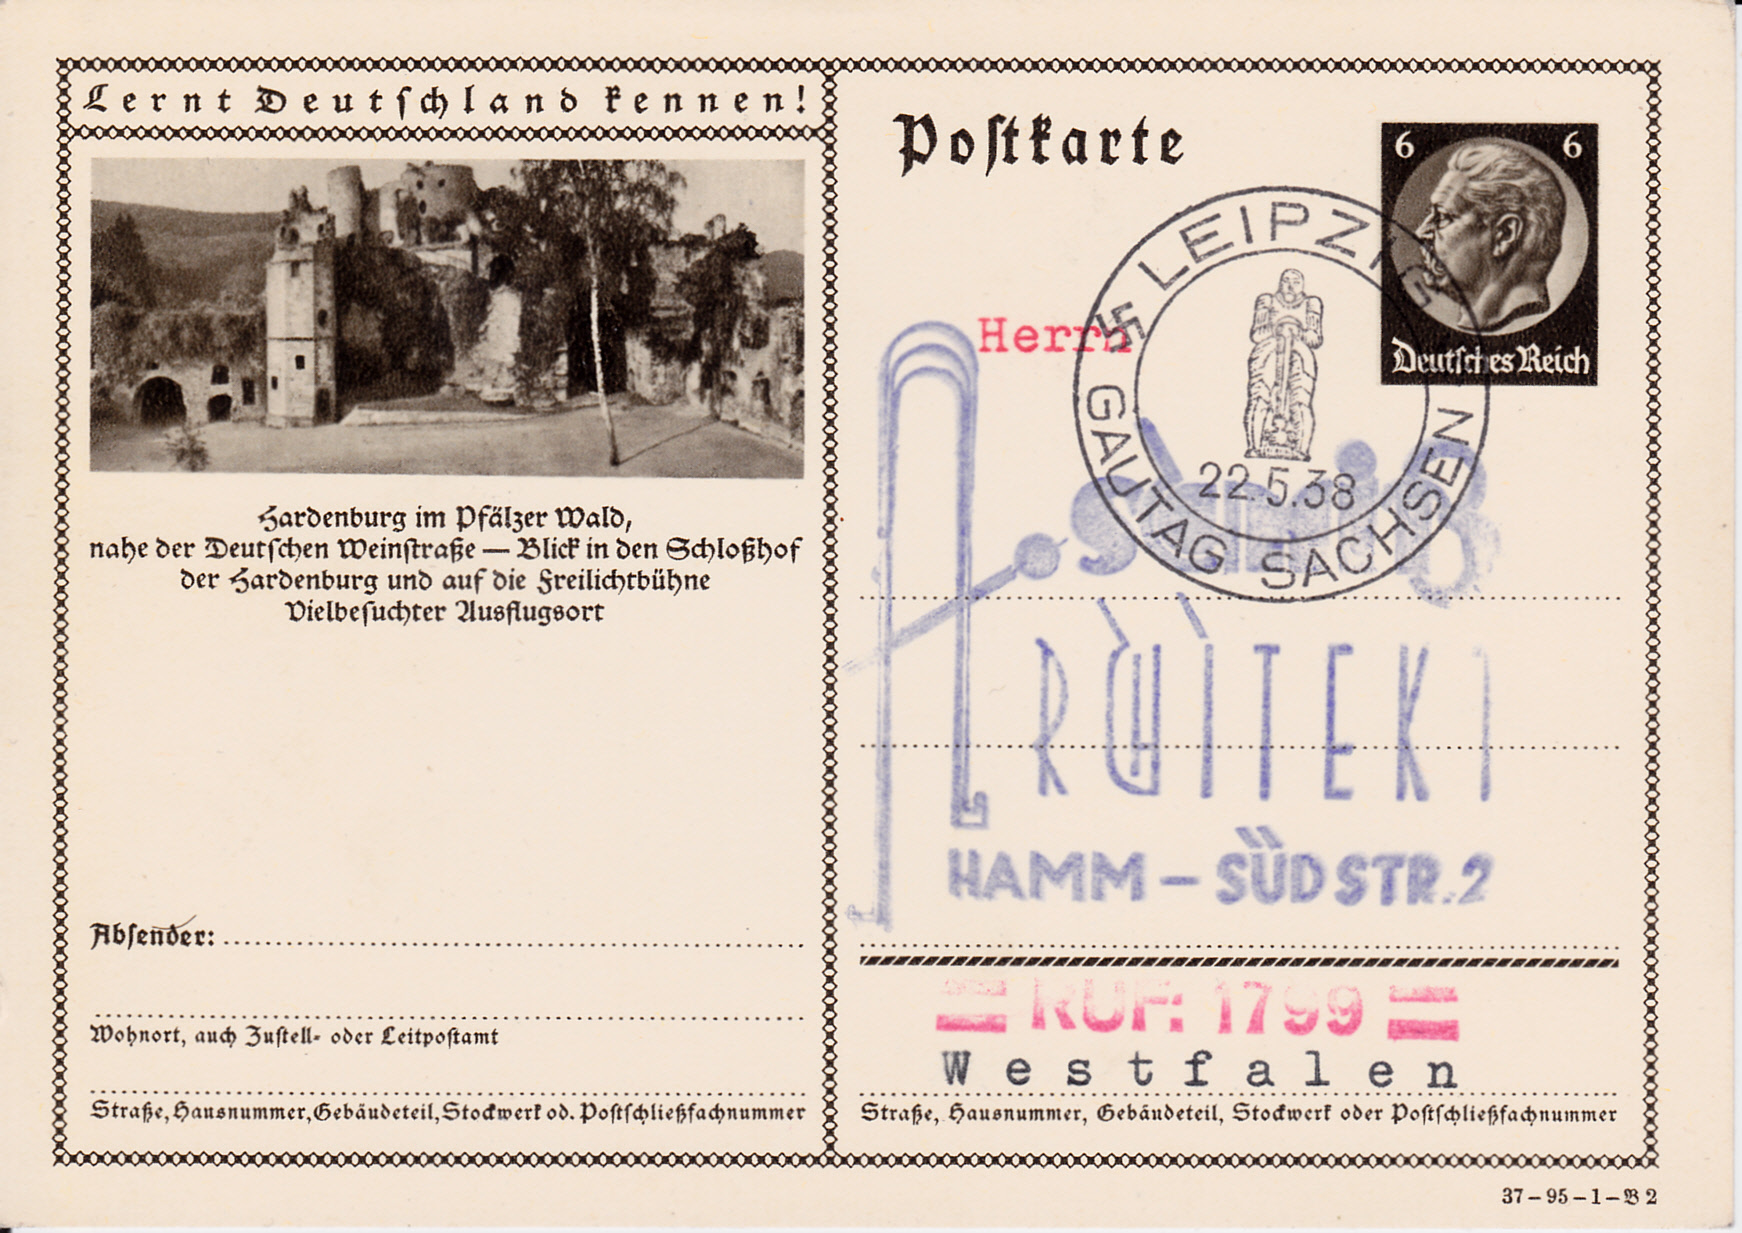 Lernt Deutschland kennen!
Hardenburg im Pfälzer Wald,
nahe der Deutschen Weinstraße — Blick in den Schloßhof
der Hardenburg und auf die Freilichtbühne
Vielbesuchter Ausflugsort
Absender:
Wohnort, auch Zustell- oder Leitpostamt
Straße, Hausnummer, Gebäudeteil, Stockwerk od. Postschließfachnummer
Postkarte
6 6
Deutsches Reich
LEIPZIG
22.5.38
GAUTAG SACHSEN
Herrn
ARCHITEKT
HAMM – SÜDSTR. 2
= RUF: 1799 =
Westfalen
Straße, Hausnummer, Gebäudeteil, Stockwerk oder Postschließfachnummer
37 – 95 – 1 – B 2